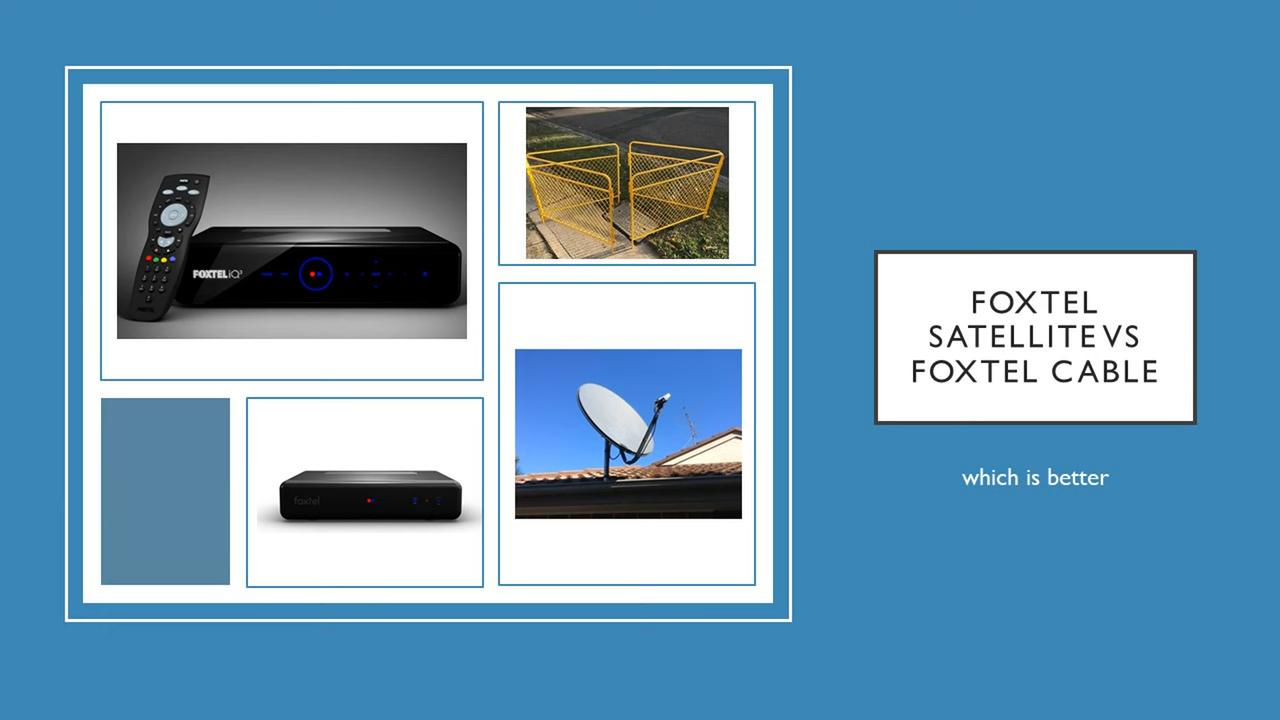 FOXTEL iQ³
foxtel
FOXTEL
SATELLITE VS
FOXTEL CABLE
which is better